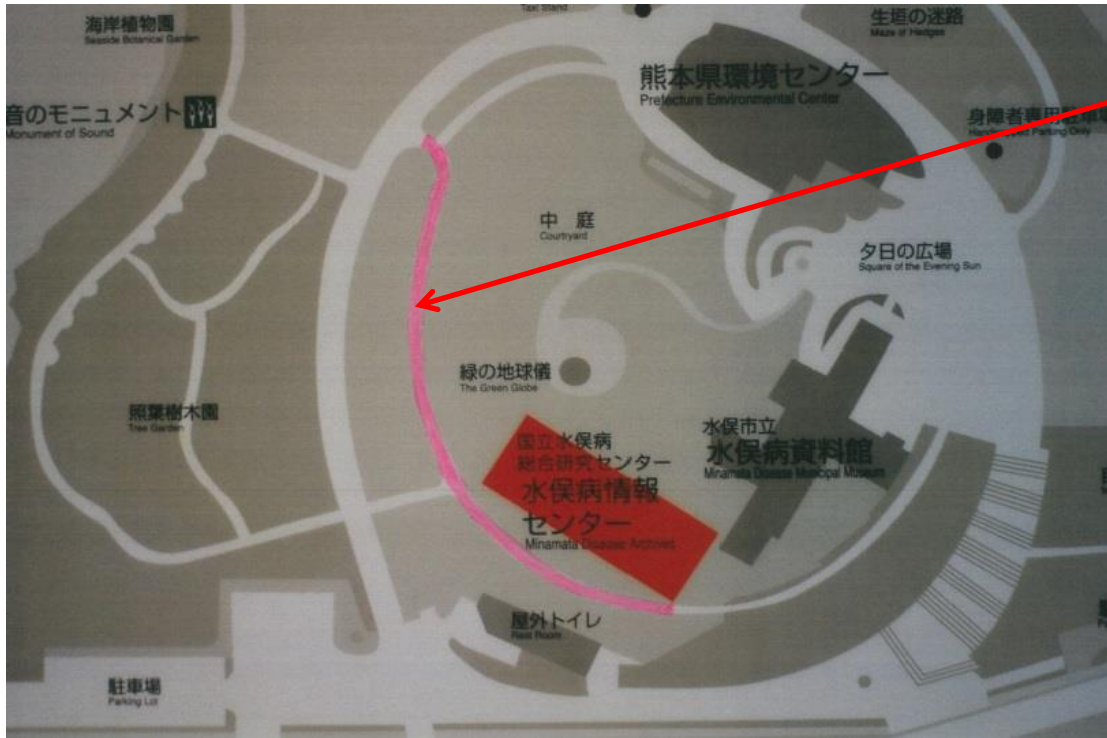 Taxi Stand
海岸植物園
Seaside Botanical Garden
生垣の迷路
Maze of Hedges
熊本県環境センター
Prefecture Environmental Center
音のモニュメント
Monument of Sound
身障者専用駐車場
Parking Only
中 庭
Courtyard
夕日の広場
Square of the Evening Sun
緑の地球儀
The Green Globe
照葉樹木園
Tree Garden
国立水俣病
総合研究センター
水俣病情報
センター
Minamata Disease Archives
水俣市立
水俣病資料館
Minamata Disease Municipal Museum
屋外トイレ
Rest Room
駐車場
Parking Lot